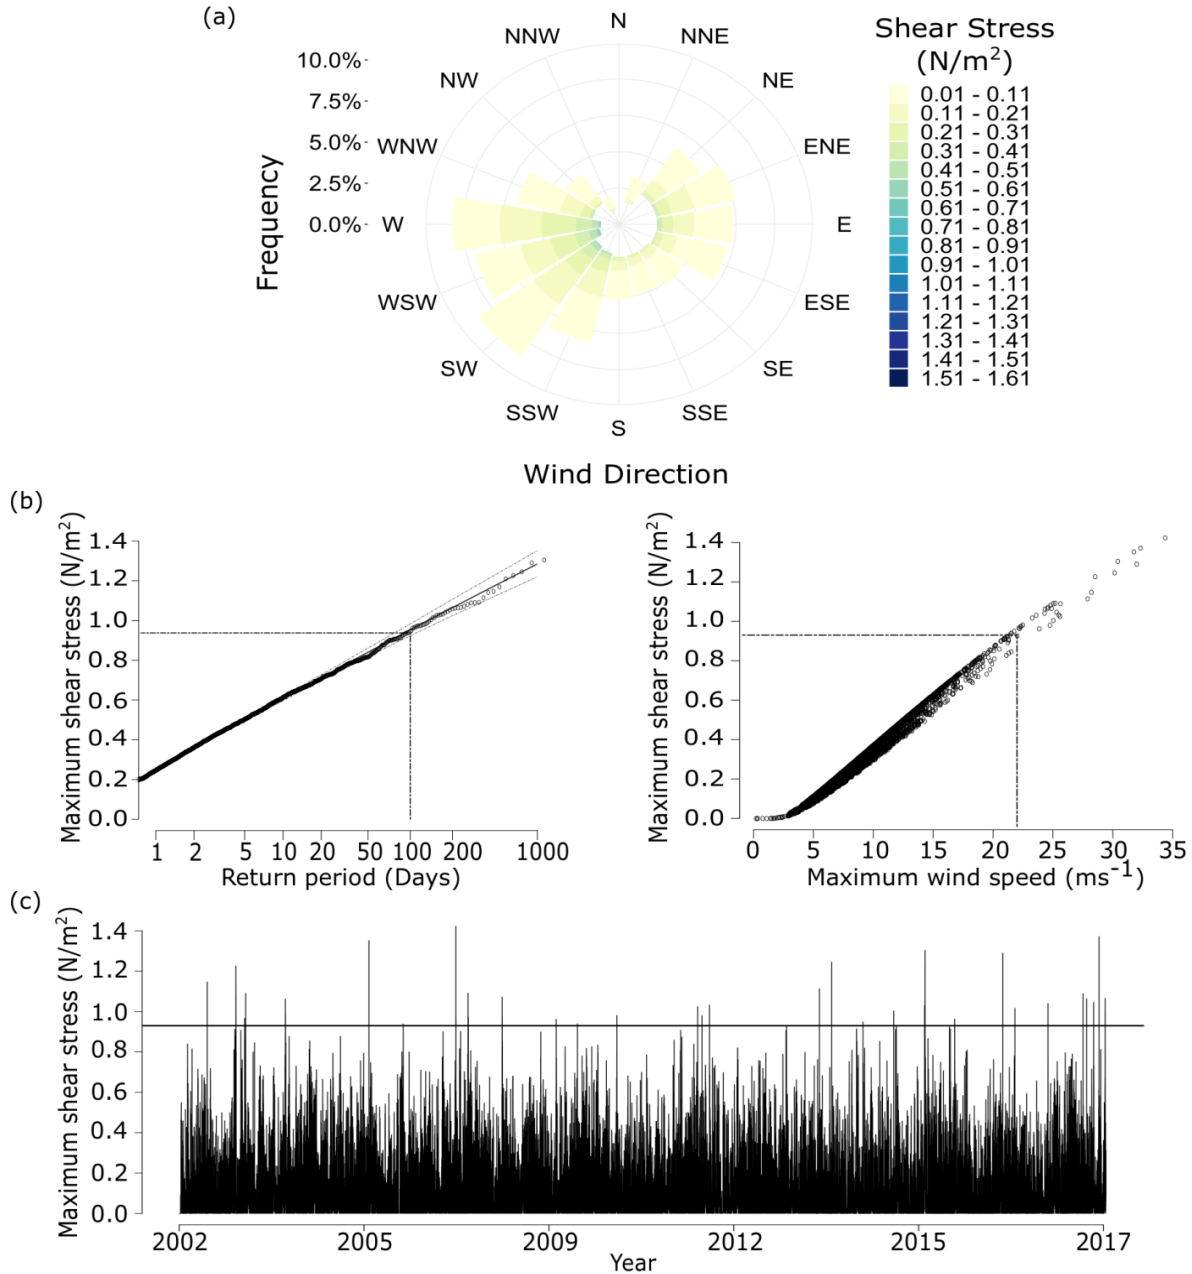 (a)
N
NNW
NNE
NW
NE
WNW
ENE
W
E
WSW
ESE
SW
SE
SSW
SSE
S
Frequency
10.0%
7.5%
5.0%
2.5%
0.0%
Wind Direction
Shear Stress
(N/m²)
0.01 - 0.11
0.11 - 0.21
0.21 - 0.31
0.31 - 0.41
0.41 - 0.51
0.51 - 0.61
0.61 - 0.71
0.71 - 0.81
0.81 - 0.91
0.91 - 1.01
1.01 - 1.11
1.11 - 1.21
1.21 - 1.31
1.31 - 1.41
1.41 - 1.51
1.51 - 1.61
(b)
Maximum shear stress (N/m²)
1.4
1.2
1.0
0.8
0.6
0.4
0.2
0.0
1 2 5 10 20 50 100 200 1000
Return period (Days)
Maximum shear stress (N/m²)
1.4
1.2
1.0
0.8
0.6
0.4
0.2
0.0
0 5 10 15 20 25 30 35
Maximum wind speed (ms⁻¹)
(c)
Maximum shear stress (N/m²)
1.4
1.2
1.0
0.8
0.6
0.4
0.2
0.0
2002 2005 2009 2012 2015 2017
Year